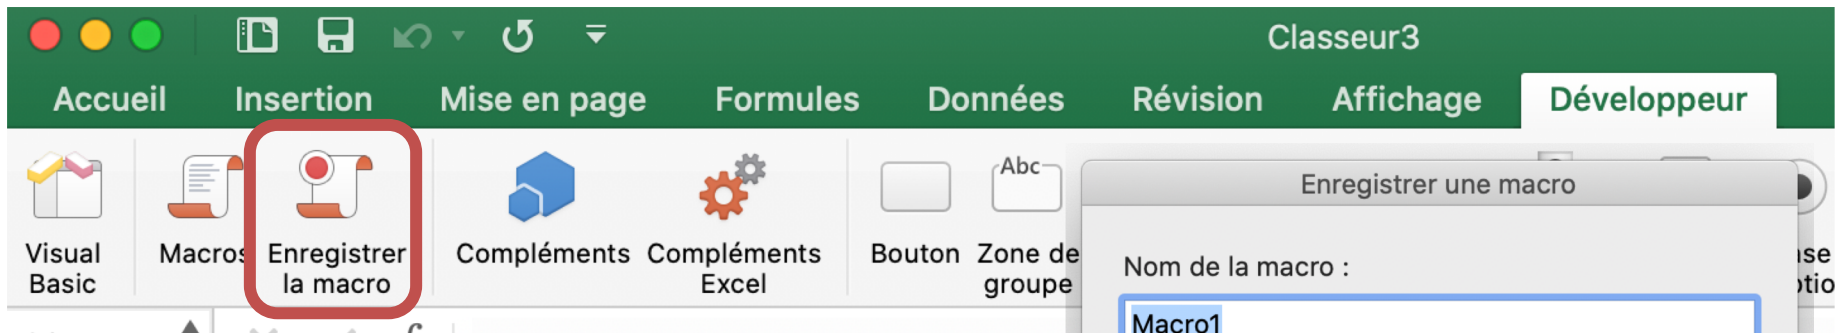 Classeur3
Accueil Insertion Mise en page Formules Données Révision Affichage Développeur
Abc
Enregistrer une macro
Visual Macros Enregistrer Compléments Compléments Bouton Zone de
Basic la macro Excel groupe
Nom de la macro :
Macro1